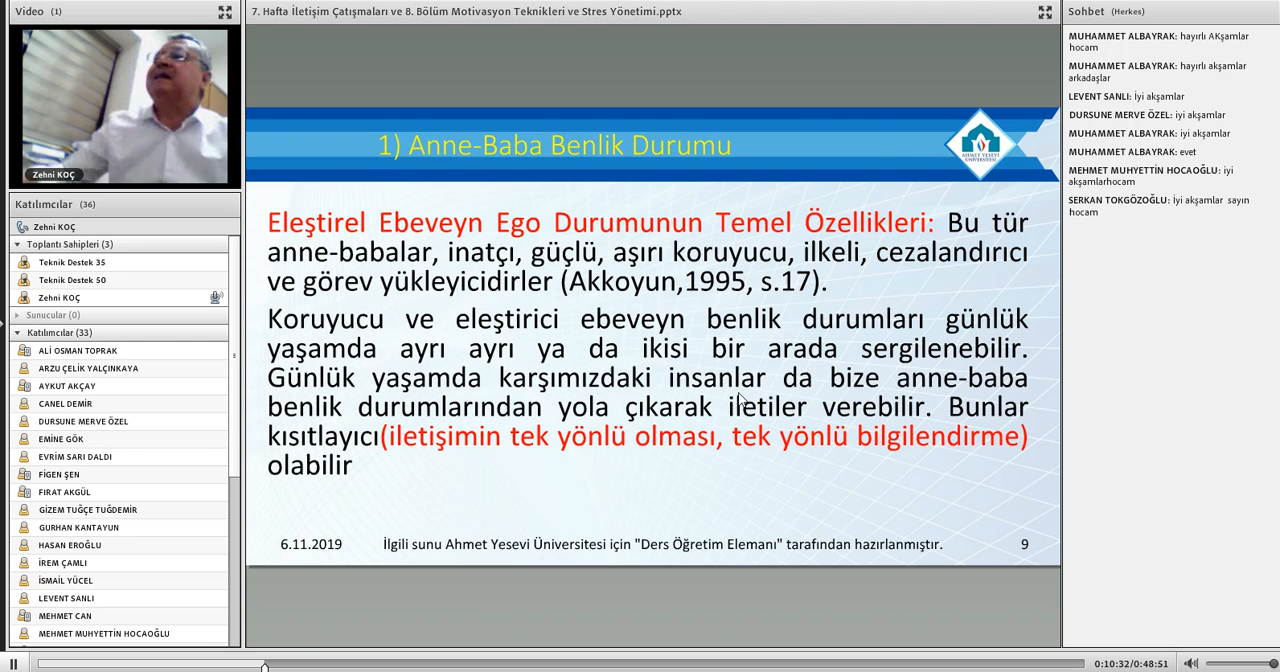 Video (1)
Zehni KOÇ
Katılımcılar (36)
Zehni KOÇ
Toplantı Sahipleri (3)
Teknik Destek 35
Teknik Destek 50
Zehni KOÇ
Sunucular (0)
Katılımcılar (33)
ALİ OSMAN TOPRAK
ARZU ÇELİK YALÇINKAYA
AYKUT AKÇAY
CANEL DEMİR
DURSUNE MERVE ÖZEL
EMİNE GÖK
EVRİM SARI DALDI
FİGEN ŞEN
FIRAT AKGÜL
GİZEM TUĞÇE TUĞDEMİR
GURHAN KANTAYUN
HASAN EROĞLU
İREM ÇAMLI
İSMAİL YÜCEL
LEVENT SANLI
MEHMET CAN
MEHMET MUHYETTİN HOCAOĞLU
7. Hafta İletişim Çatışmaları ve 8. Bölüm Motivasyon Teknikleri ve Stres Yönetimi.pptx
1) Anne-Baba Benlik Durumu
AHMET YESEVİ
ÜNİVERSİTESİ
Eleştirel Ebeveyn Ego Durumunun Temel Özellikleri: Bu tür
anne-babalar, inatçı, güçlü, aşırı koruyucu, ilkeli, cezalandırıcı
ve görev yükleyicidirler (Akkoyun,1995, s.17).
Koruyucu ve eleştirici ebeveyn benlik durumları günlük
yaşamda ayrı ayrı ya da ikisi bir arada sergilenebilir.
Günlük yaşamda karşımızdaki insanlar da bize anne-baba
benlik durumlarından yola çıkarak iletiler verebilir. Bunlar
kısıtlayıcı(iletişimin tek yönlü olması, tek yönlü bilgilendirme)
olabilir
6.11.2019
İlgili sunu Ahmet Yesevi Üniversitesi için "Ders Öğretim Elemanı" tarafından hazırlanmıştır.
9
Sohbet (Herkes)
MUHAMMET ALBAYRAK: hayırlı AKşamlar
hocam
MUHAMMET ALBAYRAK: hayırlı akşamlar
arkadaşlar
LEVENT SANLI: İyi akşamlar
DURSUNE MERVE ÖZEL: iyi akşamlar
MUHAMMET ALBAYRAK: iyi akşamlar
MUHAMMET ALBAYRAK: evet
MEHMET MUHYETTİN HOCAOĞLU: iyi
akşamlarhocam
SERKAN TOKGÖZOĞLU: İyi akşamlar sayın
hocam
0:10:32/0:48:51